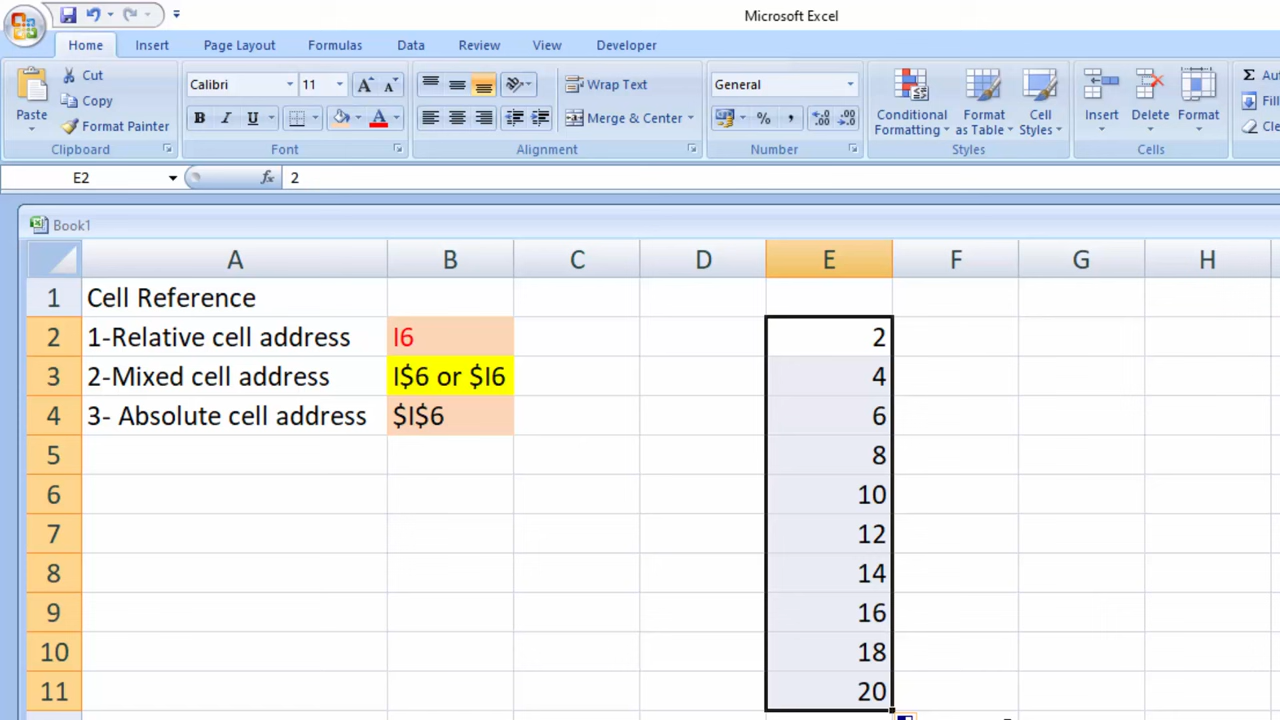 Microsoft Excel
Home Insert Page Layout Formulas Data Review View Developer
Cut
Copy
Format Painter
Paste
Clipboard
Calibri 11
B I U
Font
Wrap Text
Merge & Center
Alignment
General
% ,
Number
Conditional Formatting
Format as Table
Cell Styles
Styles
Insert Delete Format
Cells
Σ
E2 fx 2
Book1
A B C D E F G H
1 Cell Reference
2 1-Relative cell address I6 2
3 2-Mixed cell address I$6 or $I6 4
4 3- Absolute cell address $I$6 6
5 8
6 10
7 12
8 14
9 16
10 18
11 20